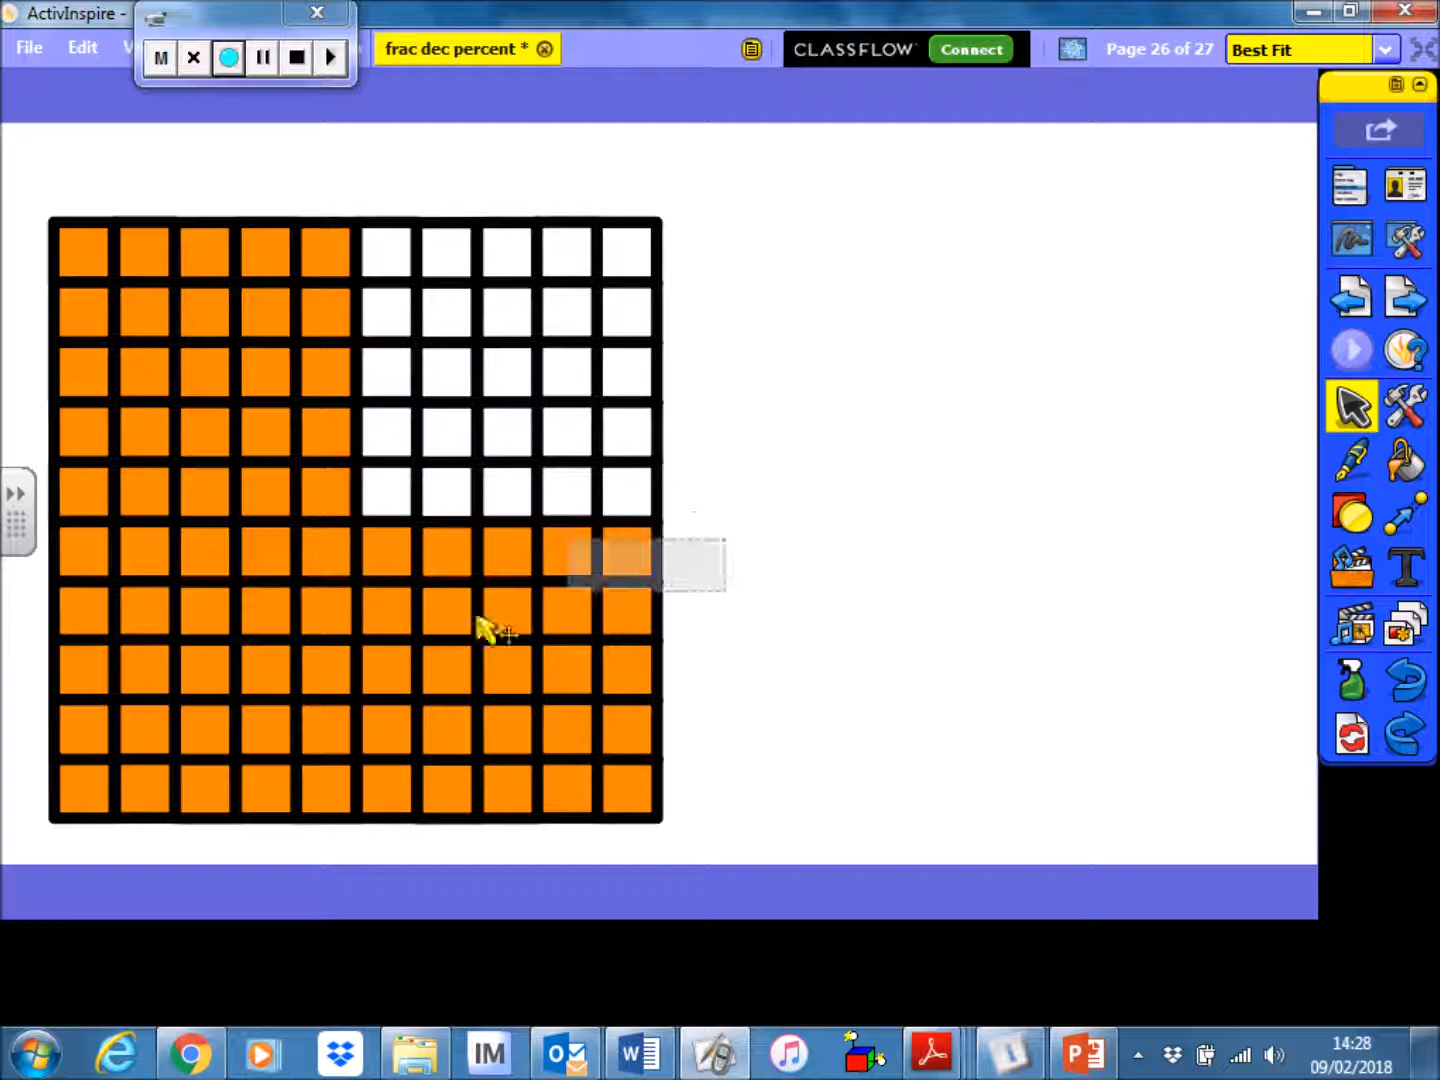 ActivInspire -
File Edit V
M
frac dec percent *
CLASSFLOW Connect
Page 26 of 27
Best Fit
T
IM
W
P
14:28
09/02/2018